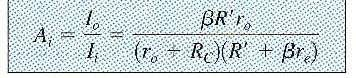 A_i = I_o / I_i = βR'r_o / (r_o + R_C)(R' + βr_e)